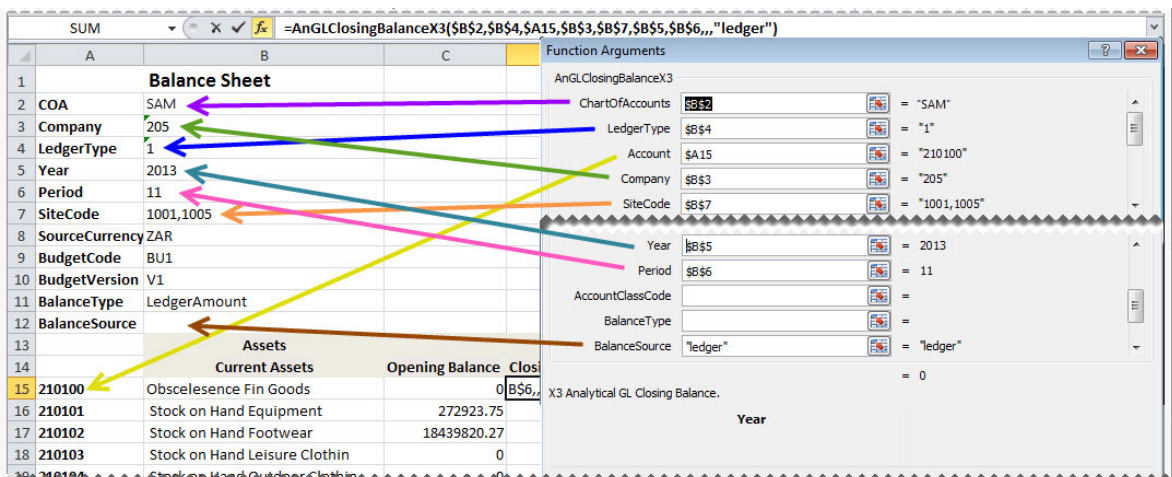 SUM fx =AnGLClosingBalanceX3($B$2,$B$4,$A15,$B$3,$B$7,$B$5,$B$6,,,"ledger")
A B C
1 Balance Sheet
2 COA SAM
3 Company 205
4 LedgerType 1
5 Year 2013
6 Period 11
7 SiteCode 1001,1005
8 SourceCurrency ZAR
9 BudgetCode BU1
10 BudgetVersion V1
11 BalanceType LedgerAmount
12 BalanceSource
13 Assets
14 Current Assets Opening Balance Closi
15 210100 Obscelesence Fin Goods 0 B$6,,
16 210101 Stock on Hand Equipment 272923.75
17 210102 Stock on Hand Footwear 18439820.27
18 210103 Stock on Hand Leisure Clothin 0
Function Arguments
AnGLClosingBalanceX3
ChartOfAccounts $B$2 = "SAM"
LedgerType $B$4 = "1"
Account $A15 = "210100"
Company $B$3 = "205"
SiteCode $B$7 = "1001,1005"
Year $B$5 = 2013
Period $B$6 = 11
AccountClassCode =
BalanceType =
BalanceSource "ledger" = "ledger"
= 0
X3 Analytical GL Closing Balance.
Year